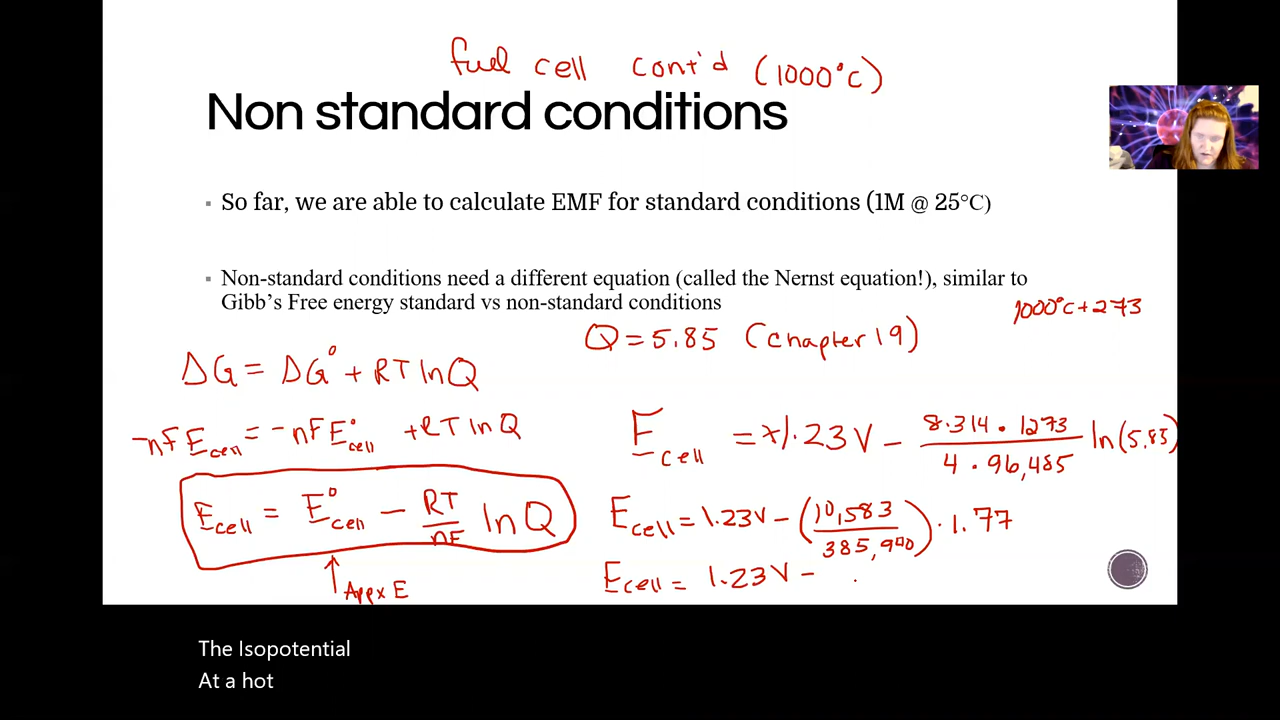 fuel cell cont'd (1000°C)
Non standard conditions
▪ So far, we are able to calculate EMF for standard conditions (1M @ 25°C)
▪ Non-standard conditions need a different equation (called the Nernst equation!), similar to
Gibb's Free energy standard vs non-standard conditions
1000°C+273
Q = 5.85 (Chapter 19)
ΔG = ΔG° + RT ln Q
-nFEcell = -nFE°cell + RT ln Q
Ecell = E°cell - RT/nF ln Q
↑ Appx E
Ecell = +1.23V - 8.314 • 1273 / 4 • 96,485 ln(5.85)
Ecell = 1.23V - (10,583 / 385,940) · 1.77
Ecell = 1.23V - .
The Isopotential
At a hot